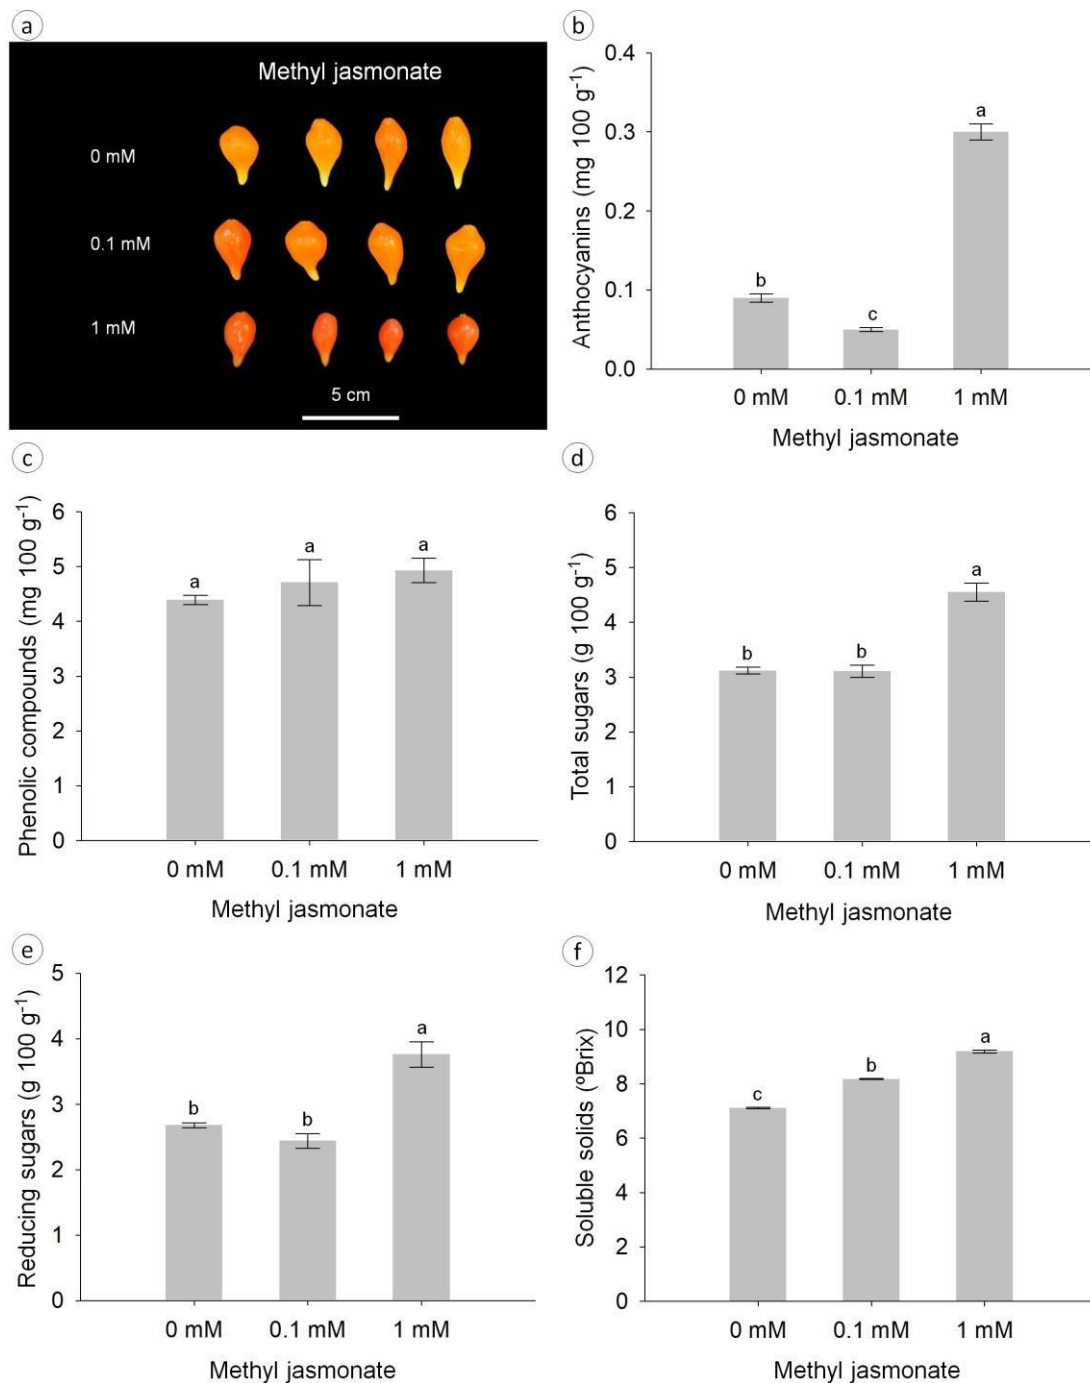 a
Methyl jasmonate
0 mM
0.1 mM
1 mM
5 cm
b
Anthocyanins (mg 100 g⁻¹)
0.4
0.3
0.2
0.1
0.0
b
c
a
0 mM 0.1 mM 1 mM
Methyl jasmonate
c
Phenolic compounds (mg 100 g⁻¹)
6
5
4
3
2
1
0
a
a
a
0 mM 0.1 mM 1 mM
Methyl jasmonate
d
Total sugars (g 100 g⁻¹)
6
5
4
3
2
1
0
b
b
a
0 mM 0.1 mM 1 mM
Methyl jasmonate
e
Reducing sugars (g 100 g⁻¹)
5
4
3
2
1
0
b
b
a
0 mM 0.1 mM 1 mM
Methyl jasmonate
f
Soluble solids (ºBrix)
12
10
8
6
4
2
0
c
b
a
0 mM 0.1 mM 1 mM
Methyl jasmonate